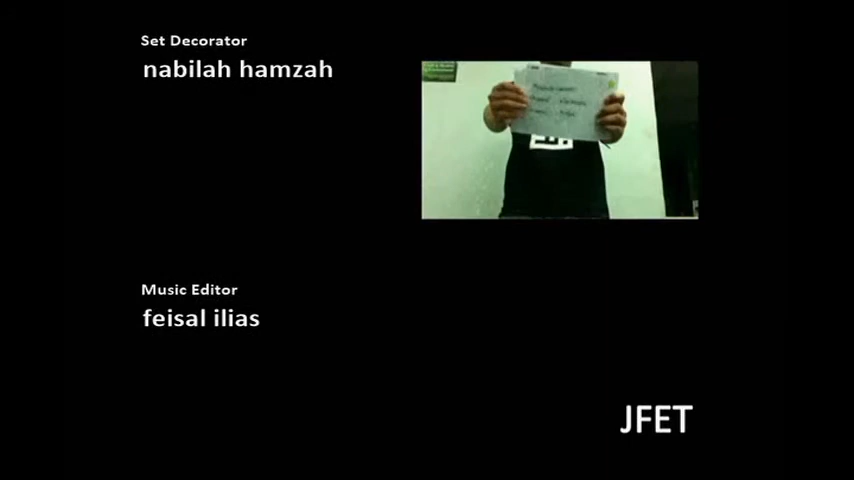 Set Decorator
nabilah hamzah
Music Editor
feisal ilias
JFET